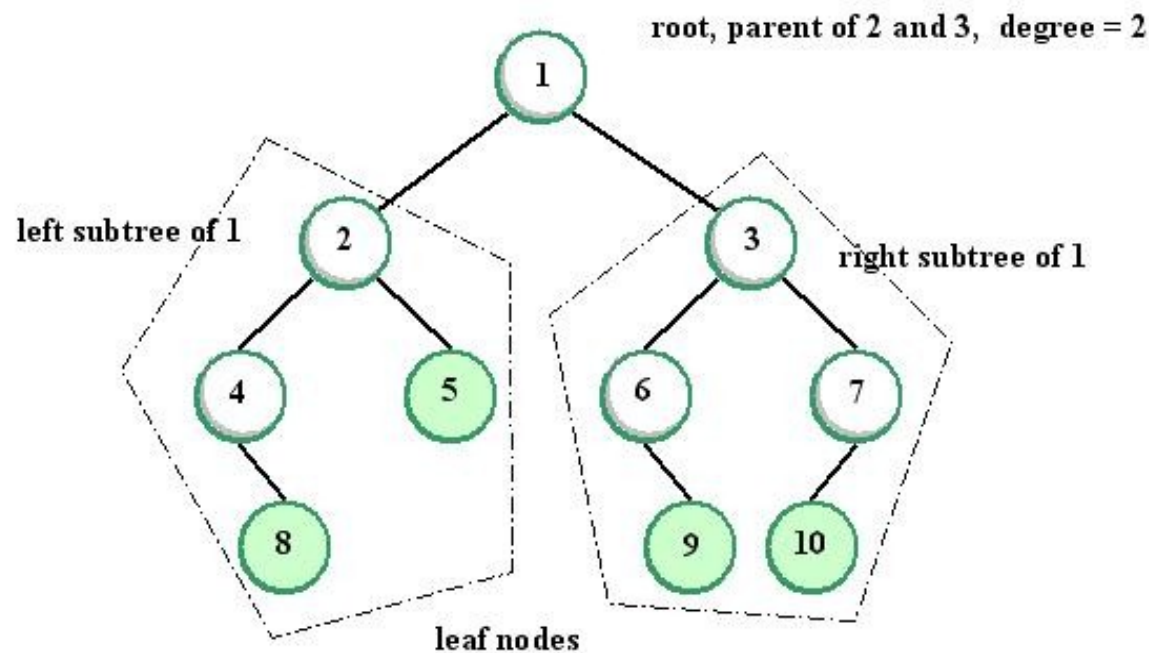 root, parent of 2 and 3, degree = 2
1
left subtree of 1
2
3
right subtree of 1
4
5
6
7
8
9
10
leaf nodes